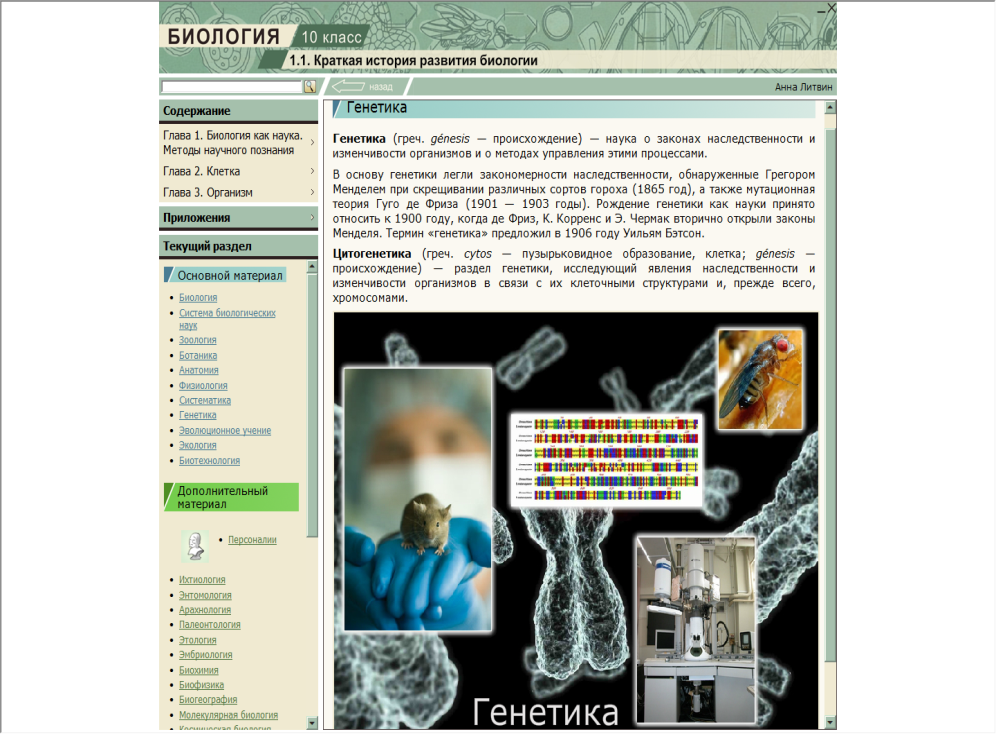 БИОЛОГИЯ
10 класс
1.1. Краткая история развития биологии
назад
Анна Литвин
Содержание
Глава 1. Биология как наука.
Методы научного познания
Глава 2. Клетка
Глава 3. Организм
Приложения
Текущий раздел
Основной материал
Биология
Система биологических
наук
Зоология
Ботаника
Анатомия
Физиология
Систематика
Генетика
Эволюционное учение
Экология
Биотехнология
Дополнительный
материал
Персоналии
Ихтиология
Энтомология
Арахнология
Палеонтология
Этология
Эмбриология
Биохимия
Биофизика
Биогеография
Молекулярная биология
Космическая биология
Генетика
Генетика (греч. génesis — происхождение) — наука о законах наследственности и
изменчивости организмов и о методах управления этими процессами.
В основу генетики легли закономерности наследственности, обнаруженные Грегором
Менделем при скрещивании различных сортов гороха (1865 год), а также мутационная
теория Гуго де Фриза (1901 — 1903 годы). Рождение генетики как науки принято
относить к 1900 году, когда де Фриз, К. Корренс и Э. Чермак вторично открыли законы
Менделя. Термин «генетика» предложил в 1906 году Уильям Бэтсон.
Цитогенетика (греч. cytos — пузырьковидное образование, клетка; génesis —
происхождение) — раздел генетики, исследующий явления наследственности и
изменчивости организмов в связи с их клеточными структурами и, прежде всего,
хромосомами.
Генетика